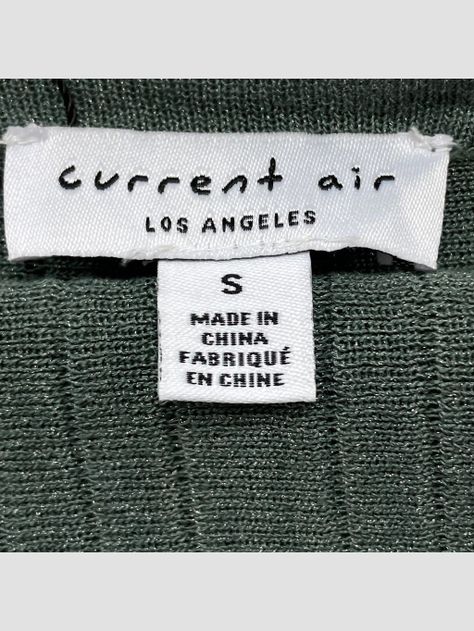 current air
LOS ANGELES
S
MADE IN
CHINA
FABRIQUÉ
EN CHINE